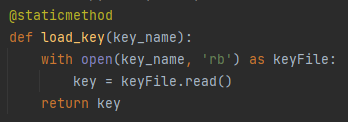 @staticmethod
def load_key(key_name):
    with open(key_name, 'rb') as keyFile:
        key = keyFile.read()
    return key